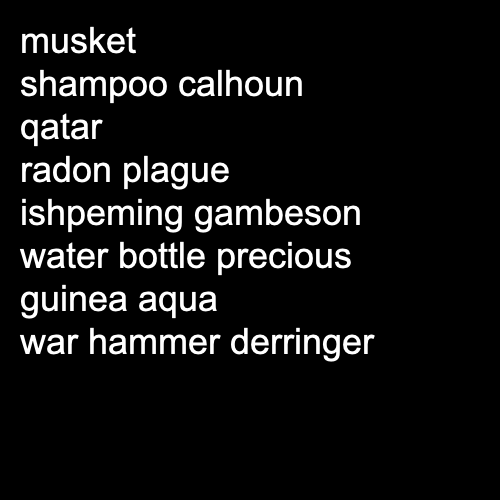 musket
shampoo calhoun
qatar
radon plague
ishpeming gambeson
water bottle precious
guinea aqua
war hammer derringer